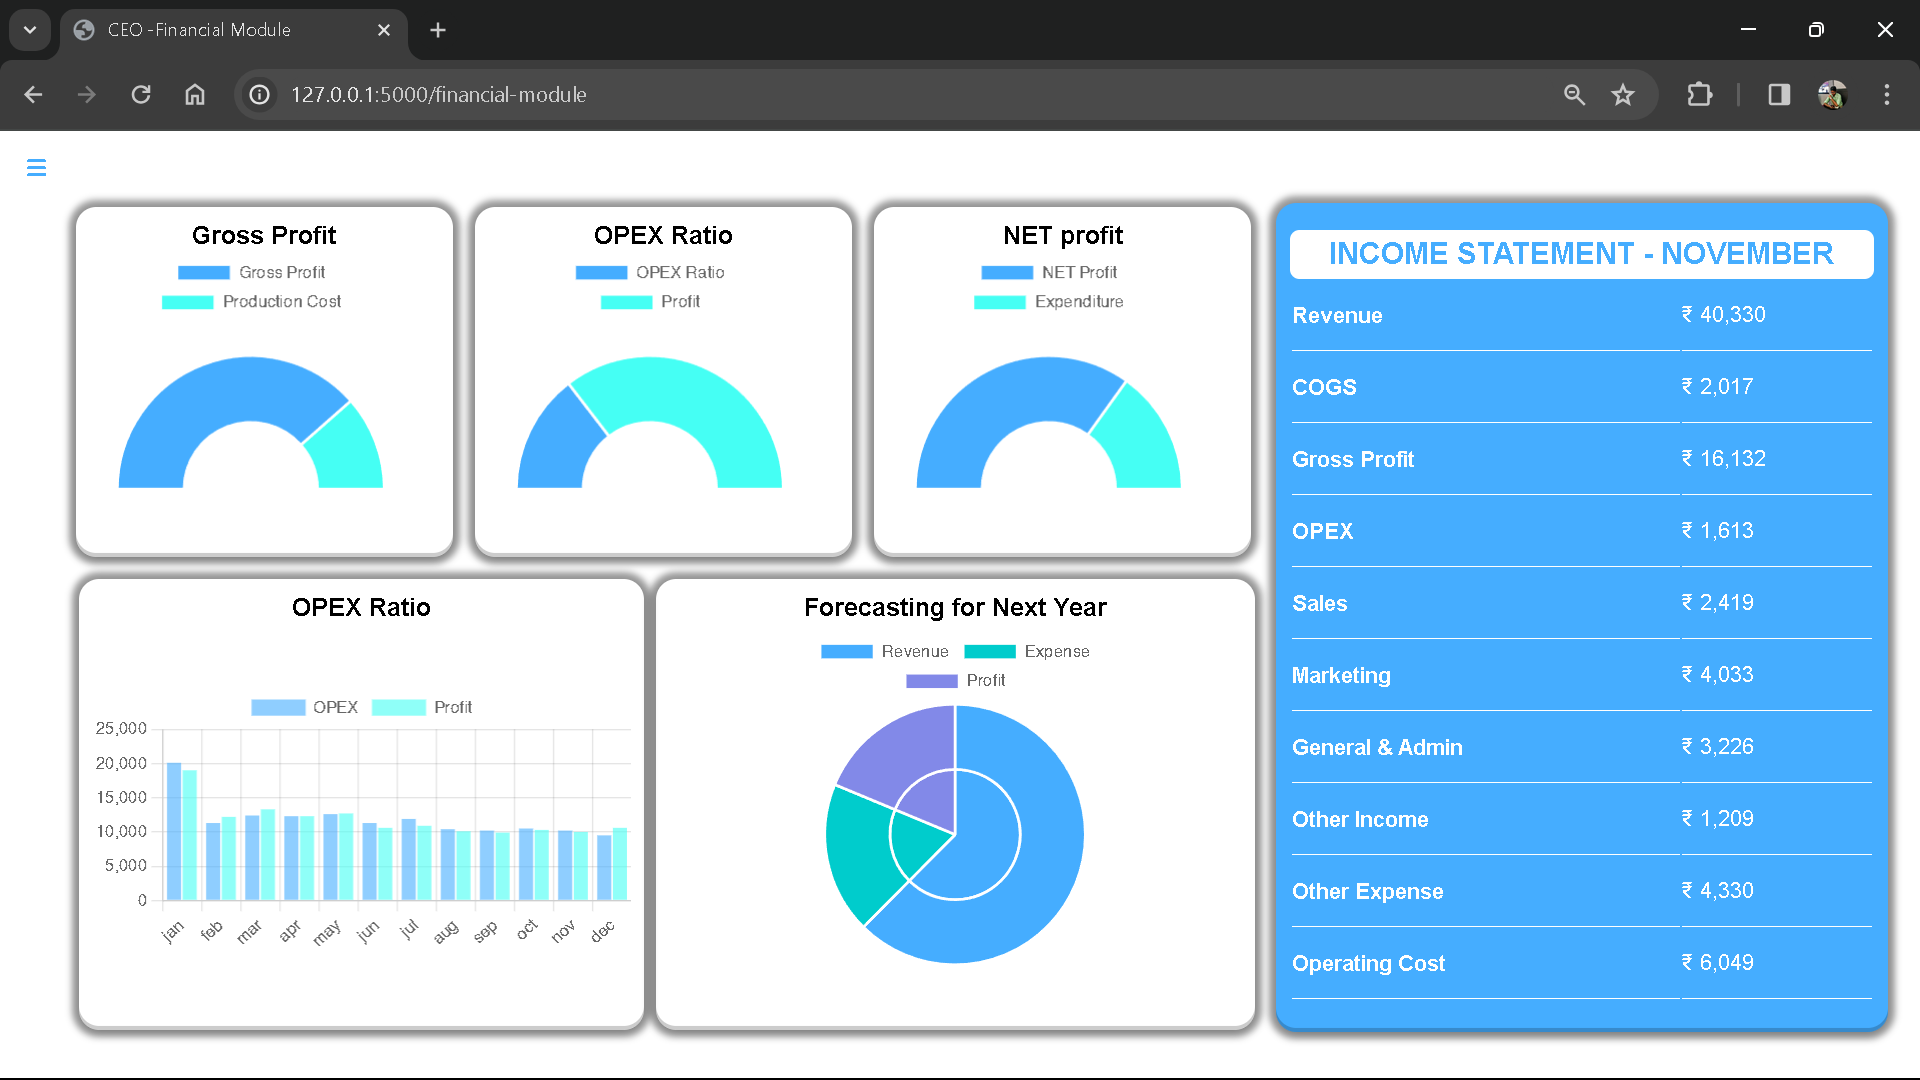 CEO -Financial Module
127.0.0.1:5000/financial-module
Gross Profit
Gross Profit
Production Cost
OPEX Ratio
OPEX Ratio
Profit
NET profit
NET Profit
Expenditure
OPEX Ratio
OPEX Profit
25,000
20,000
15,000
10,000
5,000
0
jan feb mar apr may jun jul aug sep oct nov dec
Forecasting for Next Year
Revenue Expense
Profit
INCOME STATEMENT - NOVEMBER
Revenue ₹ 40,330
COGS ₹ 2,017
Gross Profit ₹ 16,132
OPEX ₹ 1,613
Sales ₹ 2,419
Marketing ₹ 4,033
General & Admin ₹ 3,226
Other Income ₹ 1,209
Other Expense ₹ 4,330
Operating Cost ₹ 6,049